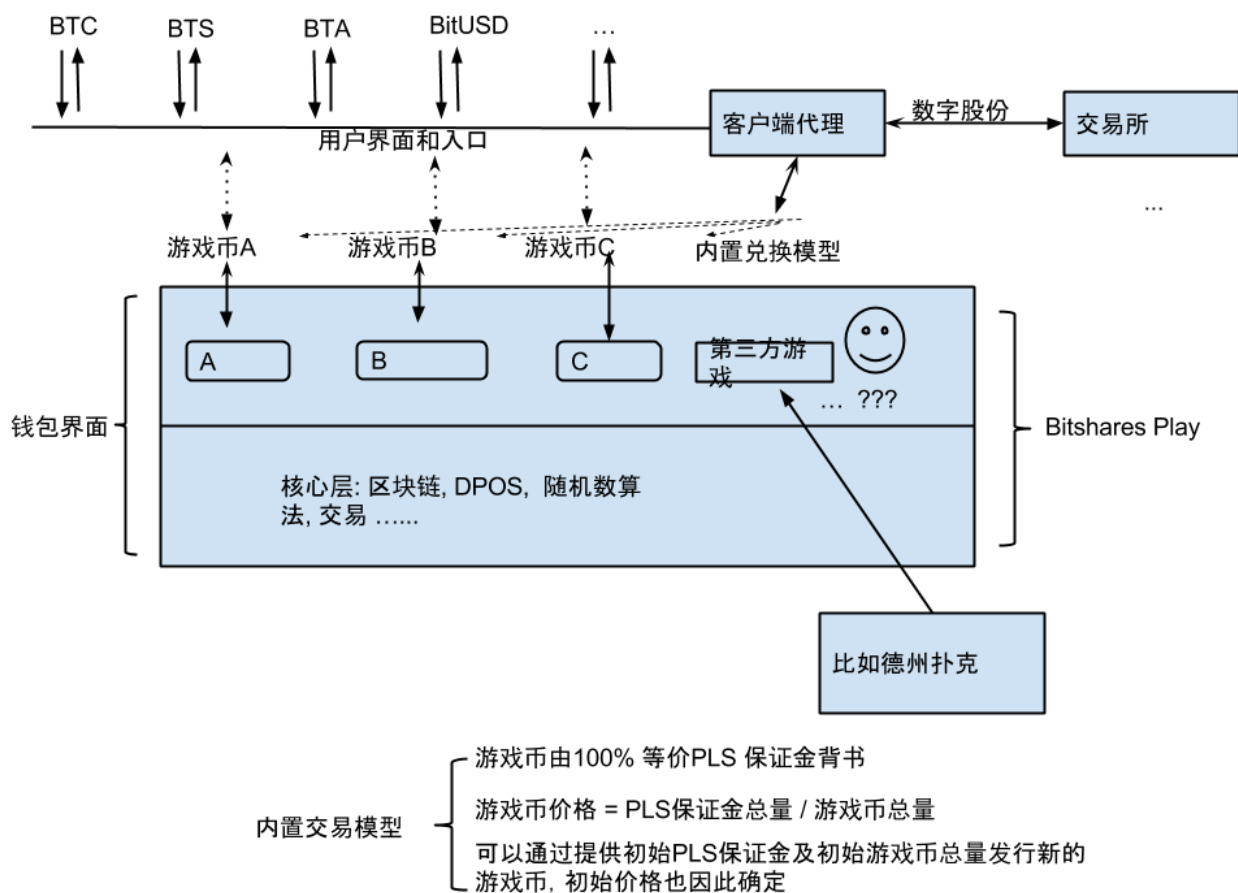 BTC
BTS
BTA
BitUSD
...
客户端代理
数字股份
交易所
用户界面和入口
...
游戏币A
游戏币B
游戏币C
内置兑换模型
A
B
C
第三方游
戏
... ???
钱包界面
Bitshares Play
核心层: 区块链, DPOS, 随机数算
法, 交易 …...
比如德州扑克
游戏币由100% 等价PLS 保证金背书
内置交易模型
游戏币价格 = PLS保证金总量 / 游戏币总量
可以通过提供初始PLS保证金及初始游戏币总量发行新的
游戏币, 初始价格也因此确定